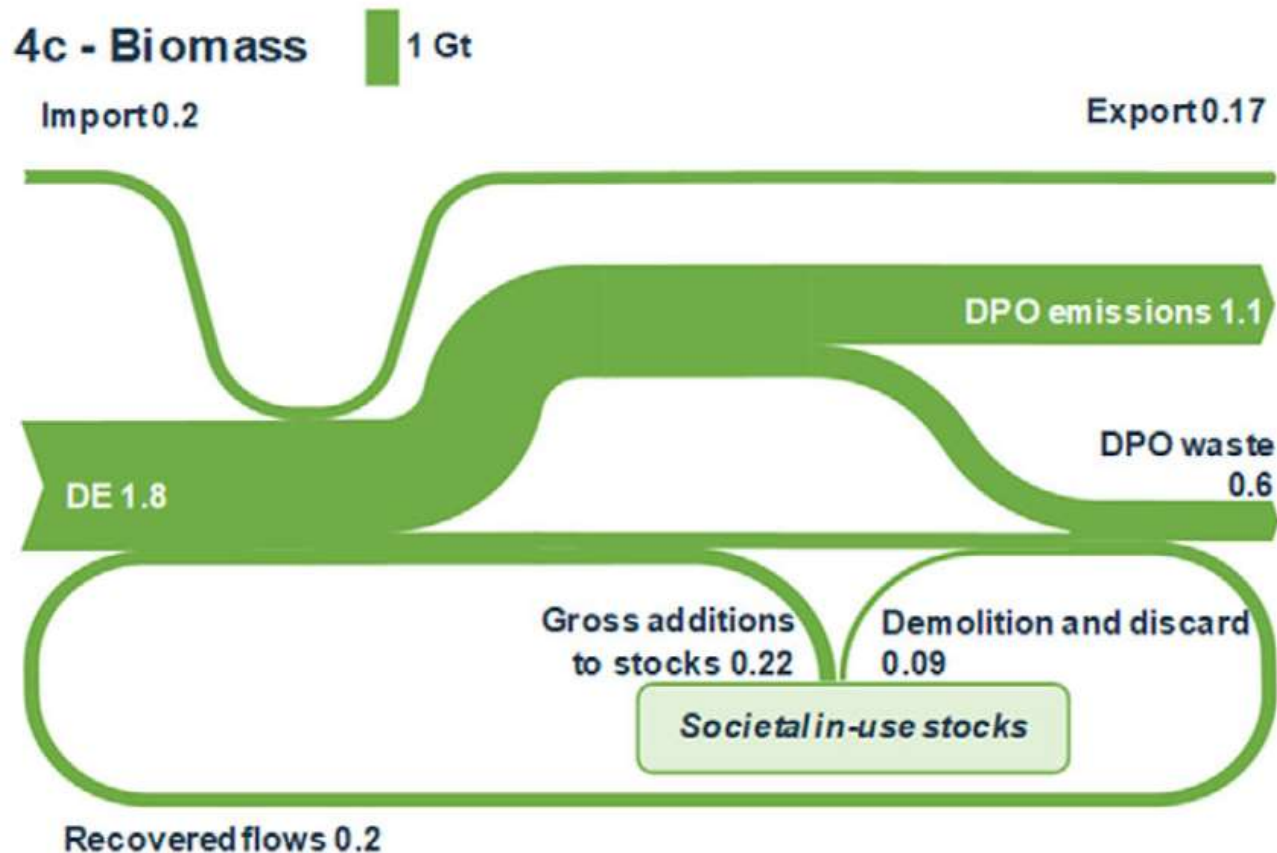 4c - Biomass
1 Gt
Import 0.2
Export 0.17
DPO emissions 1.1
DPO waste
0.6
DE 1.8
Gross additions
to stocks 0.22
Demolition and discard
0.09
Societal in-use stocks
Recovered flows 0.2